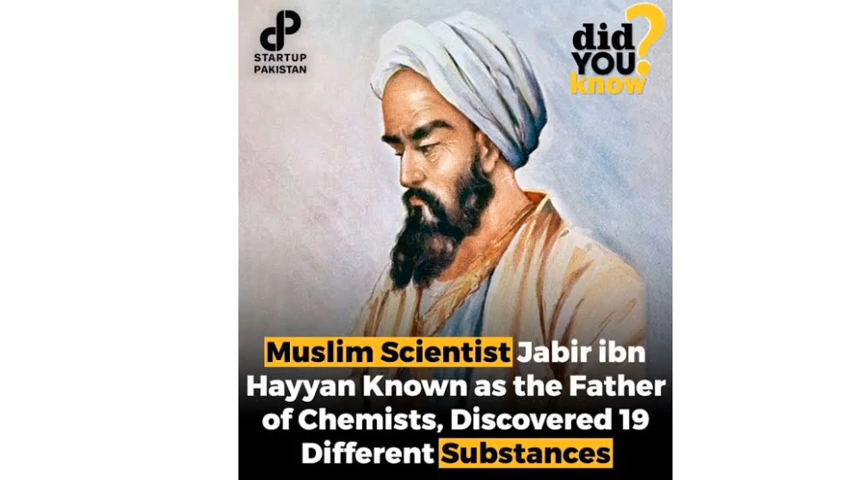 STARTUP
PAKISTAN
did
YOU
know?
Muslim Scientist Jabir ibn
Hayyan Known as the Father
of Chemists, Discovered 19
Different Substances